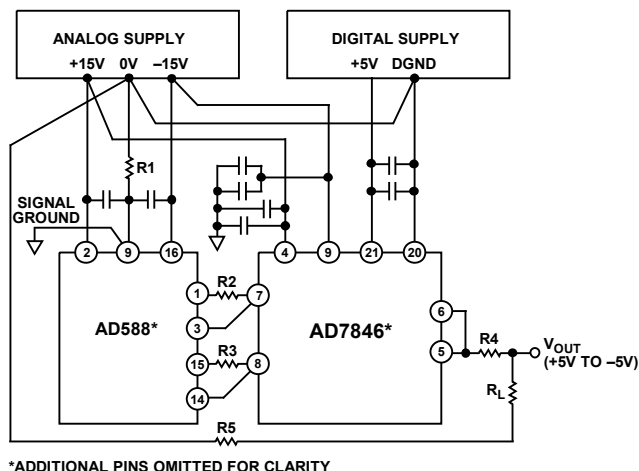 ANALOG SUPPLY
+15V 0V –15V
DIGITAL SUPPLY
+5V DGND
R1
SIGNAL
GROUND
2 9 16 4 9 21 20
1 R2 7
3
15 R3 8
14
AD588*
AD7846*
6
5 R4
VOUT
(+5V TO –5V)
RL
R5
*ADDITIONAL PINS OMITTED FOR CLARITY